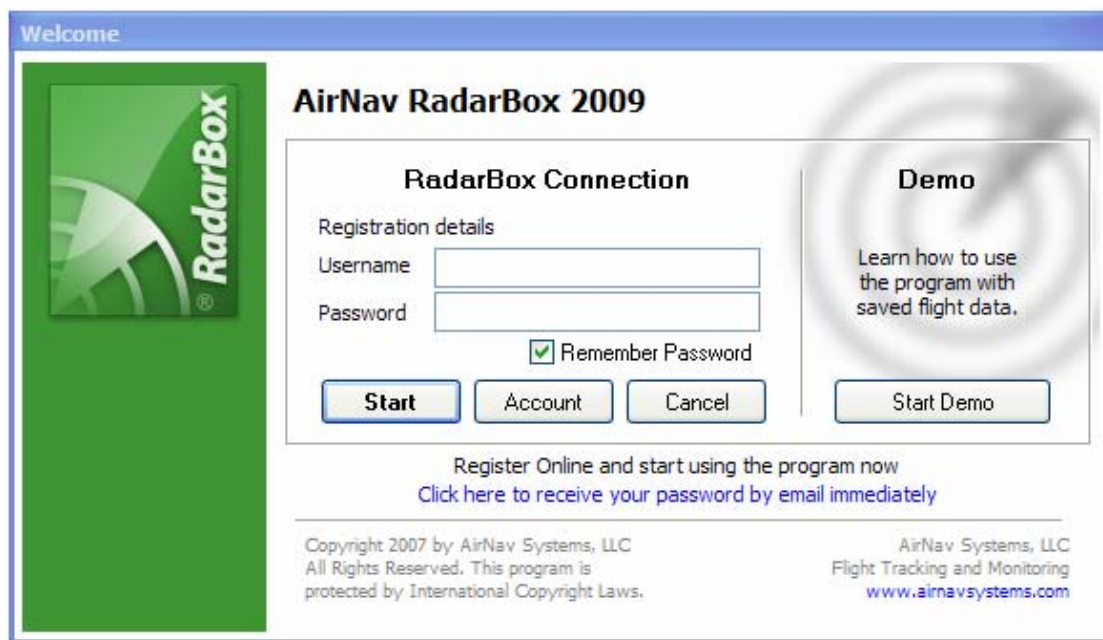 Welcome
® RadarBox
AirNav RadarBox 2009
RadarBox Connection
Registration details
Username
Password
Remember Password
Start
Account
Cancel
Demo
Learn how to use
the program with
saved flight data.
Start Demo
Register Online and start using the program now
Click here to receive your password by email immediately
Copyright 2007 by AirNav Systems, LLC
All Rights Reserved. This program is
protected by International Copyright Laws.
AirNav Systems, LLC
Flight Tracking and Monitoring
www.airnavsystems.com